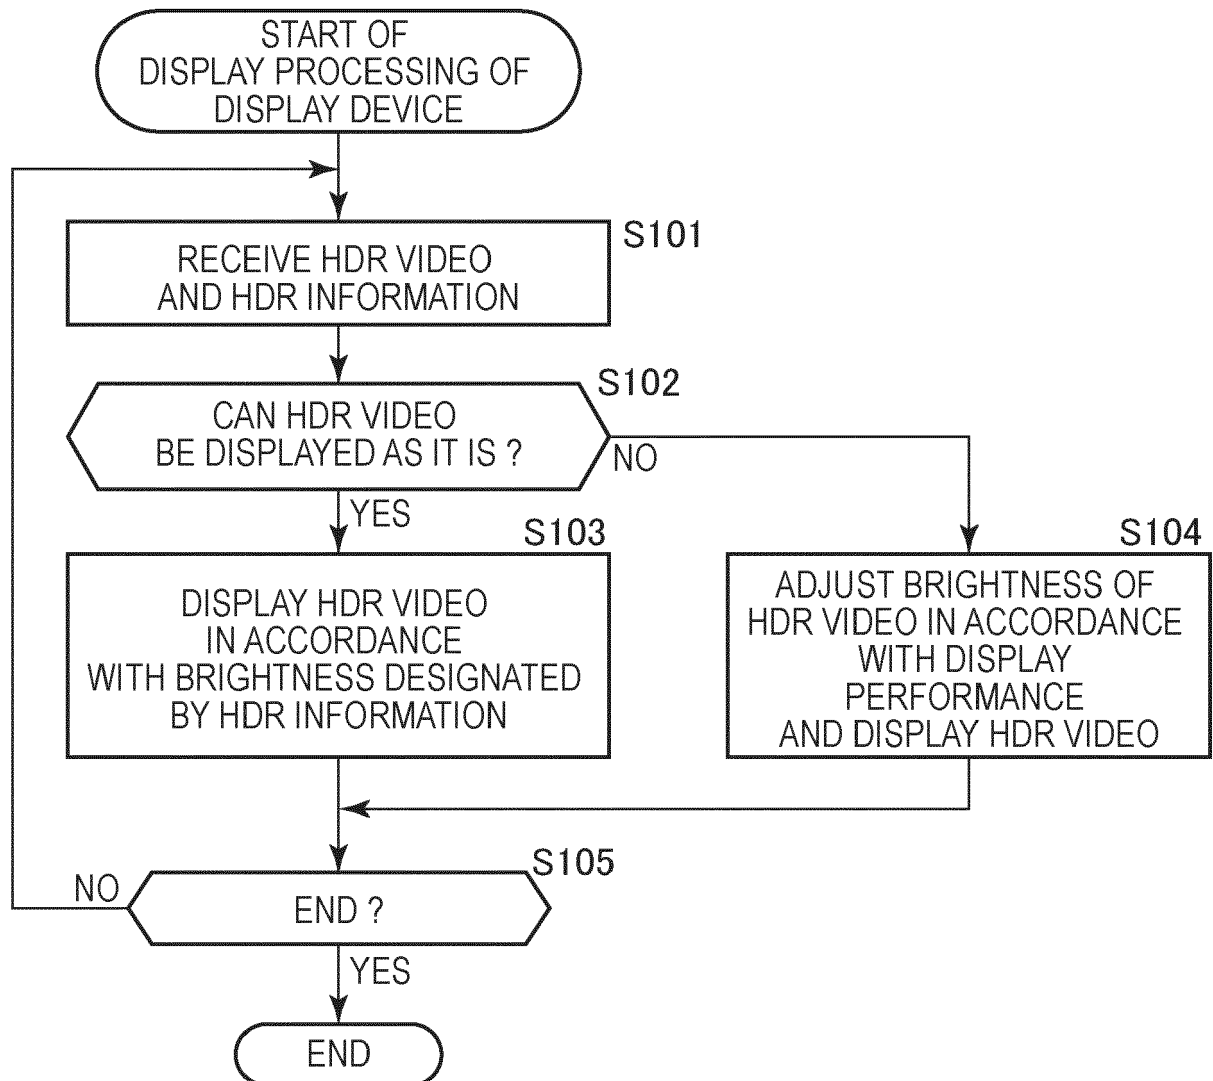 START OF
DISPLAY PROCESSING OF
DISPLAY DEVICE
S101
RECEIVE HDR VIDEO
AND HDR INFORMATION
S102
CAN HDR VIDEO
BE DISPLAYED AS IT IS ?
NO
YES
S103
DISPLAY HDR VIDEO
IN ACCORDANCE
WITH BRIGHTNESS DESIGNATED
BY HDR INFORMATION
S104
ADJUST BRIGHTNESS OF
HDR VIDEO IN ACCORDANCE
WITH DISPLAY
PERFORMANCE
AND DISPLAY HDR VIDEO
S105
END ?
NO
YES
END